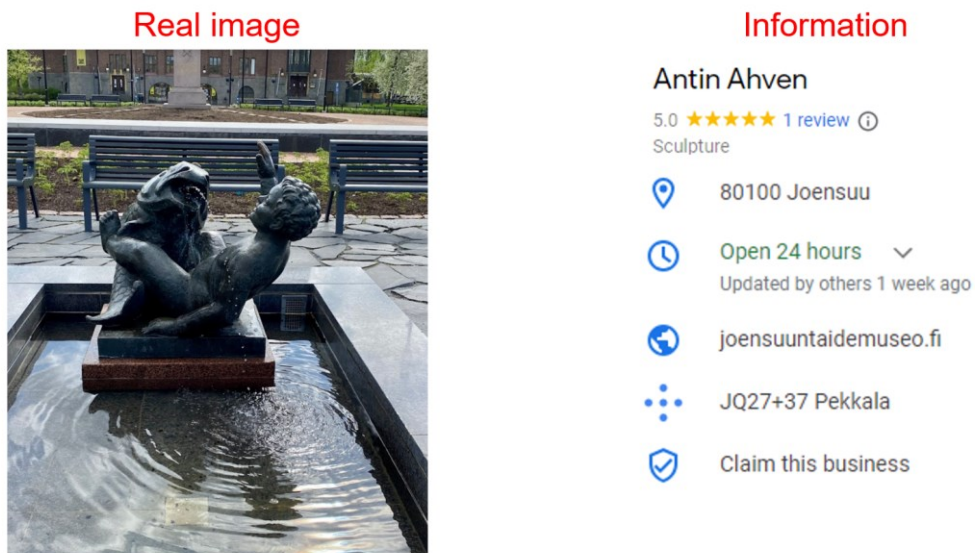 Real image
Information
Antin Ahven
5.0 ★★★★★ 1 review
Sculpture
80100 Joensuu
Open 24 hours
Updated by others 1 week ago
joensuuntaidemuseo.fi
JQ27+37 Pekkala
Claim this business